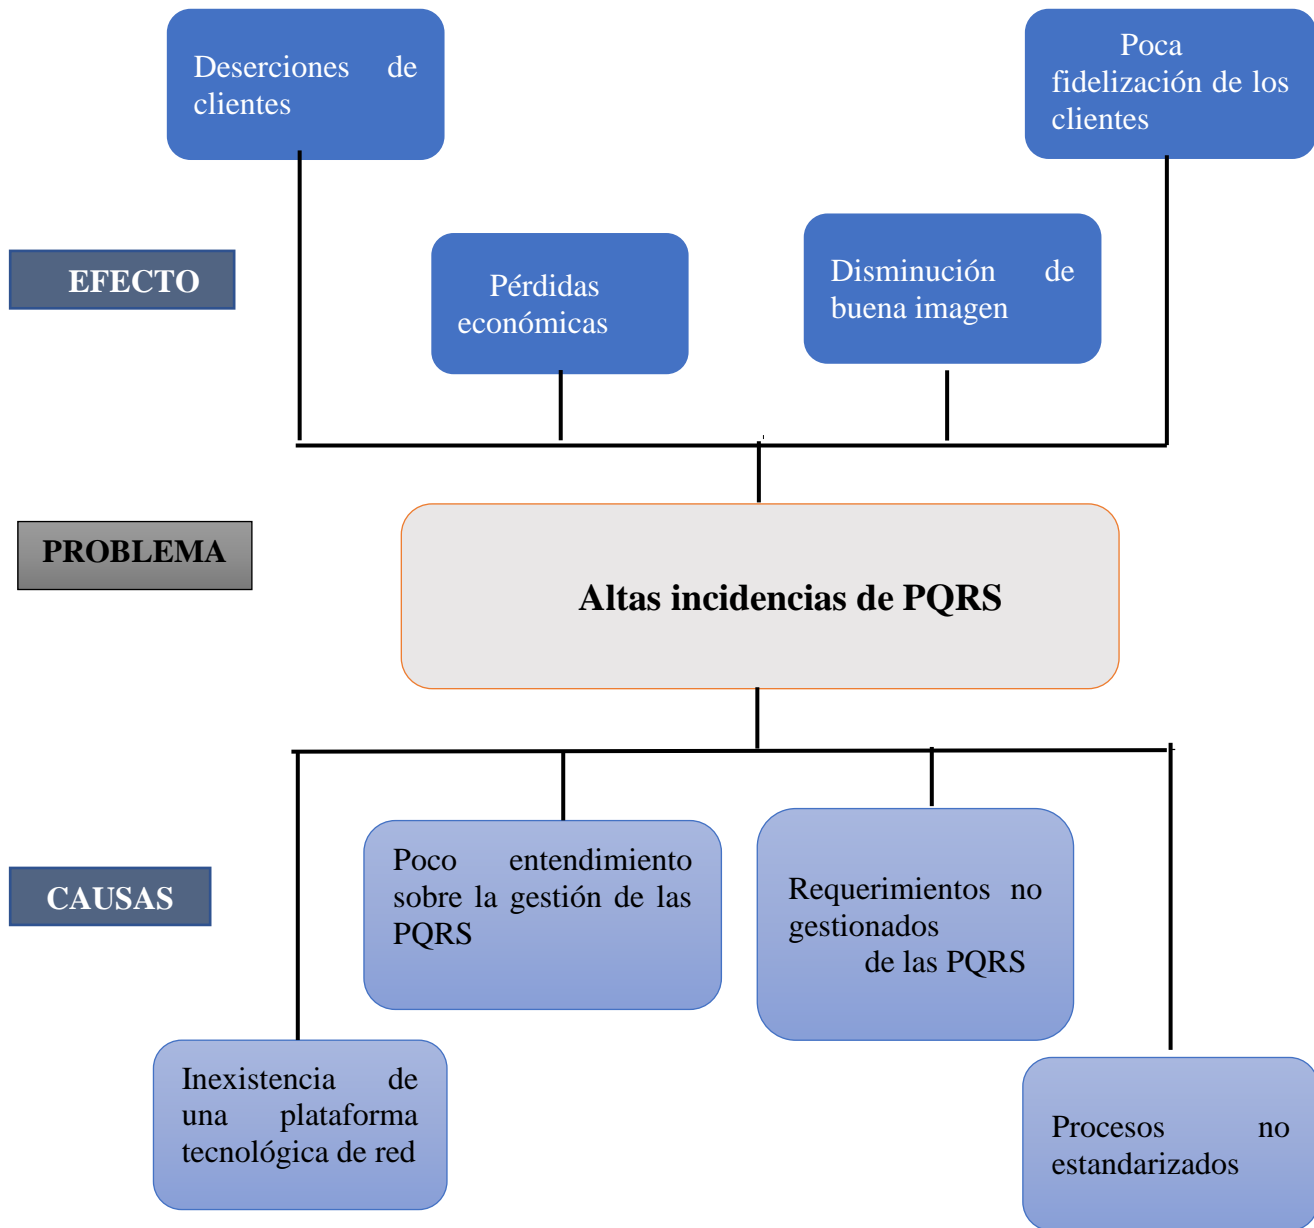 Deserciones de
clientes
Poca
fidelización de los
clientes
EFECTO
Pérdidas
económicas
Disminución de
buena imagen
PROBLEMA
Altas incidencias de PQRS
CAUSAS
Poco entendimiento
sobre la gestión de las
PQRS
Requerimientos no
gestionados
de las PQRS
Inexistencia de
una plataforma
tecnológica de red
Procesos no
estandarizados